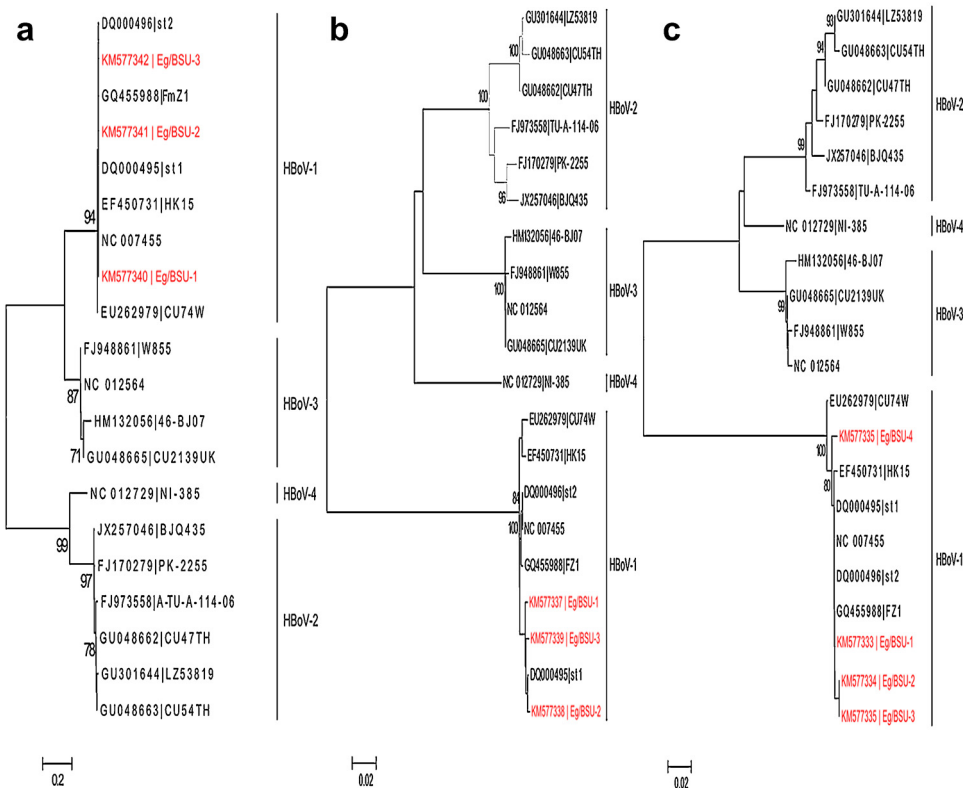 a
DQ000496|st2
KM577342 | Eg/BSU-3
GQ455988|FmZ1
KM577341 | Eg/BSU-2
DQ000495|st1
EF450731|HK15
94
NC 007455
KM577340 | Eg/BSU-1
EU262979|CU74W
HBoV-1
FJ948861|W855
NC 012564
87
HM132056|46-BJ07
71
GU048665|CU2139UK
HBoV-3
NC 012729|NI-385
HBoV-4
99
JX257046|BJQ435
FJ170279|PK-2255
97
FJ973558|A-TU-A-114-06
GU048662|CU47TH
78
GU301644|LZ53819
GU048663|CU54TH
HBoV-2
0.2
b
GU301644|LZ53819
100
GU048663|CU54TH
GU048662|CU47TH
100
FJ973558|TU-A-114-06
FJ170279|PK-2255
96
JX257046|BJQ435
HBoV-2
HM132056|46-BJ07
FJ948861|W855
100
NC 012564
GU048665|CU2139UK
HBoV-3
NC 012729|NI-385
HBoV-4
EU262979|CU74W
EF450731|HK15
84
DQ000496|st2
100
NC 007455
GQ455988|FZ1
KM577337 | Eg/BSU-1
KM577339 | Eg/BSU-3
DQ000495|st1
KM577338 | Eg/BSU-2
HBoV-1
0.02
c
93
GU301644|LZ53819
94
GU048663|CU54TH
GU048662|CU47TH
FJ170279|PK-2255
99
JX257046|BJQ435
FJ973558|TU-A-114-06
HBoV-2
NC 012729|NI-385
HBoV-4
HM132056|46-BJ07
GU048665|CU2139UK
99
FJ948861|W855
NC 012564
HBoV-3
EU262979|CU74W
KM577335 | Eg/BSU-4
100
EF450731|HK15
80
DQ000495|st1
NC 007455
DQ000496|st2
GQ455988|FZ1
KM577333 | Eg/BSU-1
KM577334 | Eg/BSU-2
KM577335 | Eg/BSU-3
HBoV-1
0.02